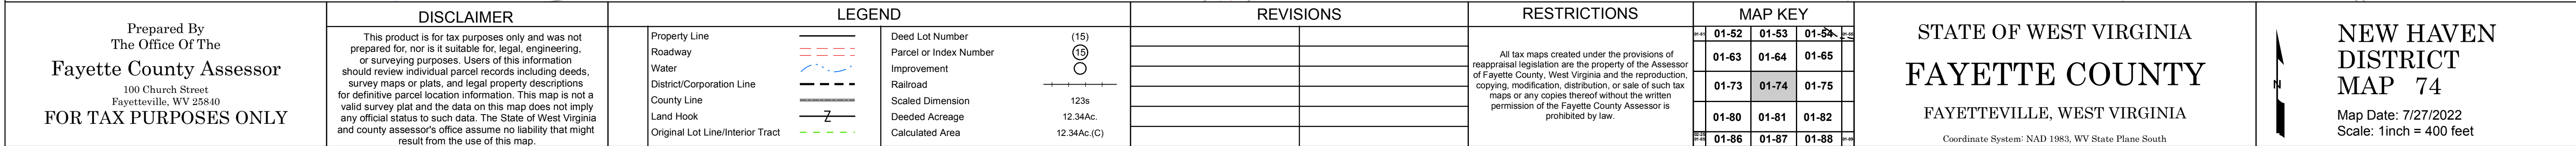 Prepared By
The Office Of The
Fayette County Assessor
100 Church Street
Fayetteville, WV 25840
FOR TAX PURPOSES ONLY
DISCLAIMER
This product is for tax purposes only and was not
prepared for, nor is it suitable for, legal, engineering,
or surveying purposes. Users of this information
should review individual parcel records including deeds,
survey maps or plats, and legal property descriptions
for definitive parcel location information. This map is not a
valid survey plat and the data on this map does not imply
any official status to such data. The State of West Virginia
and county assessor's office assume no liability that might
result from the use of this map.
LEGEND
Property Line
Roadway
Water
District/Corporation Line
County Line
Land Hook
Original Lot Line/Interior Tract
Z
Deed Lot Number (15)
Parcel or Index Number 15
Improvement
Railroad
Scaled Dimension 123s
Deeded Acreage 12.34Ac.
Calculated Area 12.34Ac.(C)
REVISIONS
RESTRICTIONS
All tax maps created under the provisions of
reappraisal legislation are the property of the Assessor
of Fayette County, West Virginia and the reproduction,
copying, modification, distribution, or sale of such tax
maps or any copies thereof without the written
permission of the Fayette County Assessor is
prohibited by law.
MAP KEY
01-52 01-53 01-54
01-63 01-64 01-65
01-73 01-74 01-75
01-80 01-81 01-82
01-86 01-87 01-88
STATE OF WEST VIRGINIA
FAYETTE COUNTY
FAYETTEVILLE, WEST VIRGINIA
Coordinate System: NAD 1983, WV State Plane South
N
NEW HAVEN
DISTRICT
MAP 74
Map Date: 7/27/2022
Scale: 1inch = 400 feet